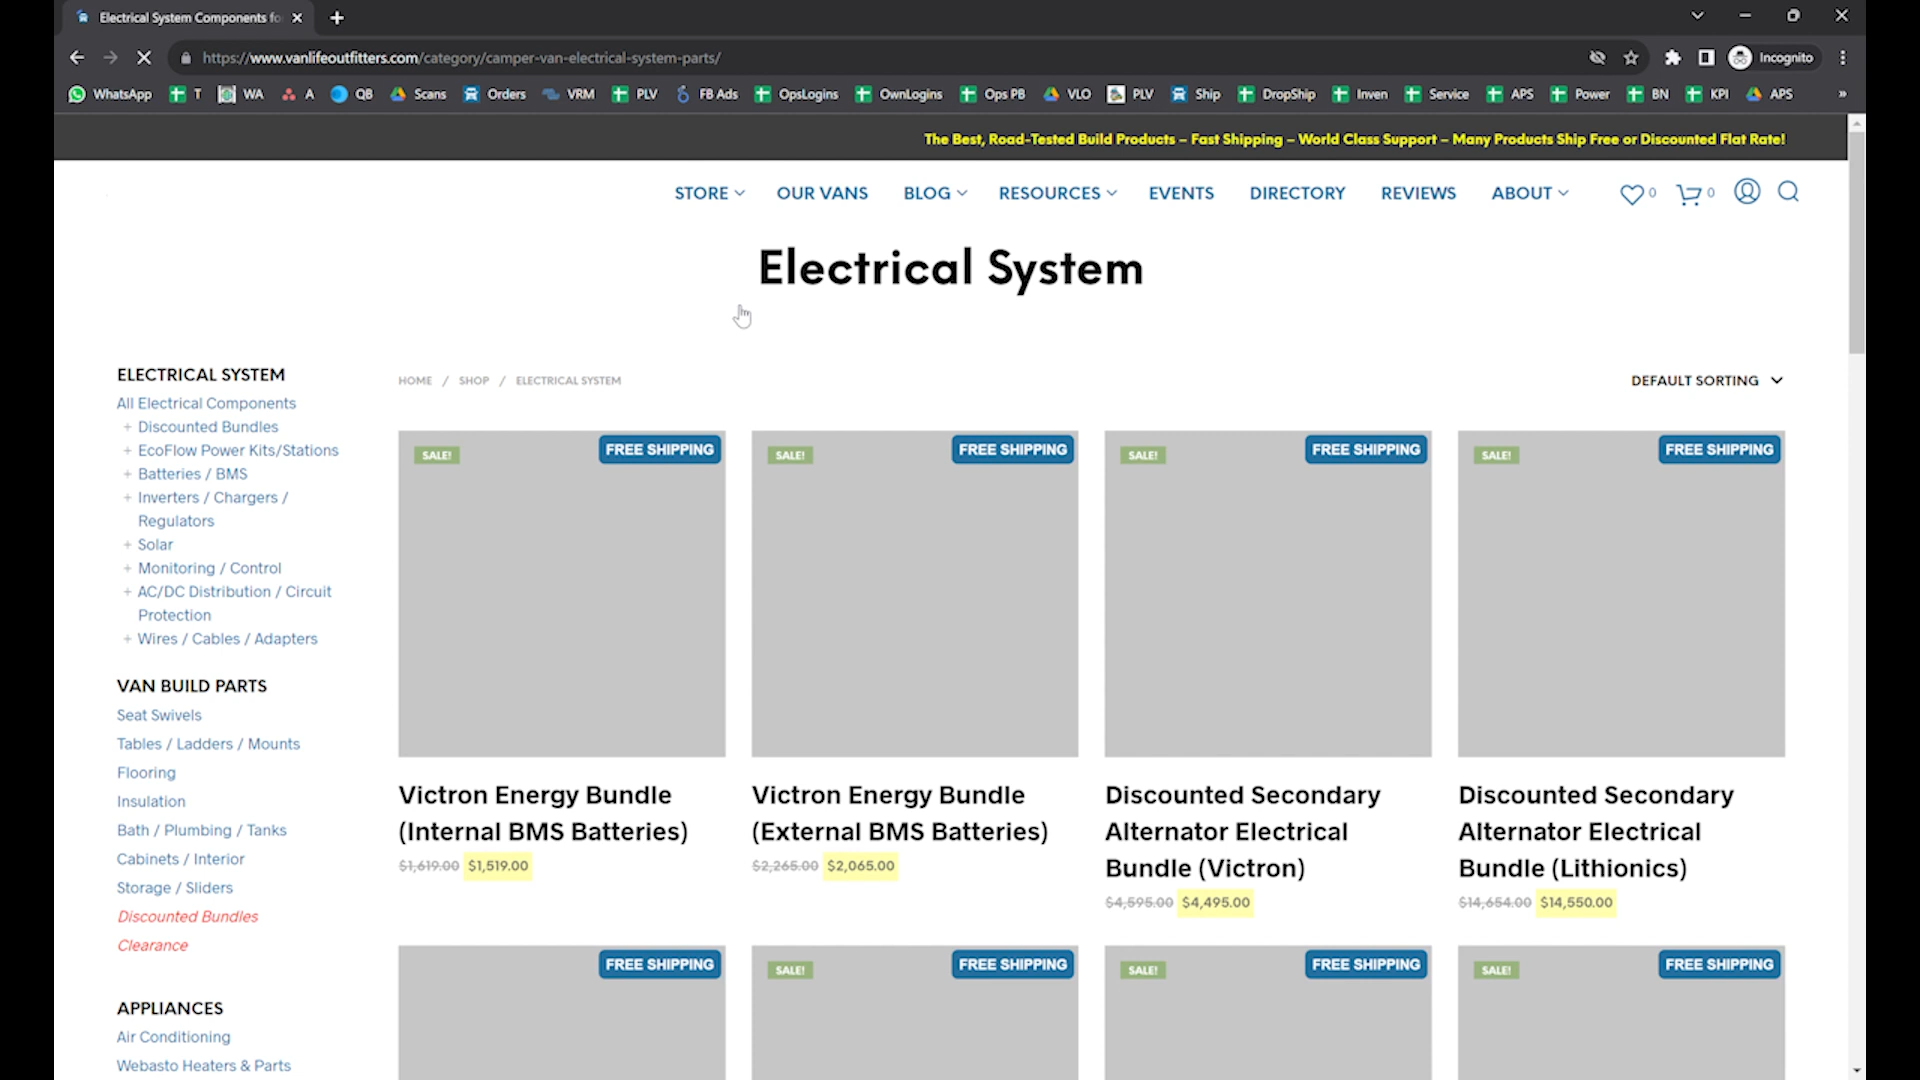 Electrical System Components fo
https://www.vanlifeoutfitters.com/category/camper-van-electrical-system-parts/
Incognito
WhatsApp T WA A QB Scans Orders VRM PLV FB Ads OpsLogins OwnLogins Ops PB VLO PLV Ship DropShip Inven Service APS Power BN KPI APS »
The Best, Road-Tested Build Products – Fast Shipping – World Class Support – Many Products Ship Free or Discounted Flat Rate!
STORE OUR VANS BLOG RESOURCES EVENTS DIRECTORY REVIEWS ABOUT 0 0
Electrical System
ELECTRICAL SYSTEM
All Electrical Components
+ Discounted Bundles
+ EcoFlow Power Kits/Stations
+ Batteries / BMS
+ Inverters / Chargers /
Regulators
+ Solar
+ Monitoring / Control
+ AC/DC Distribution / Circuit
Protection
+ Wires / Cables / Adapters
VAN BUILD PARTS
Seat Swivels
Tables / Ladders / Mounts
Flooring
Insulation
Bath / Plumbing / Tanks
Cabinets / Interior
Storage / Sliders
Discounted Bundles
Clearance
APPLIANCES
Air Conditioning
Webasto Heaters & Parts
HOME / SHOP / ELECTRICAL SYSTEM
DEFAULT SORTING
SALE! FREE SHIPPING
Victron Energy Bundle
(Internal BMS Batteries)
$1,619.00 $1,519.00
SALE! FREE SHIPPING
Victron Energy Bundle
(External BMS Batteries)
$2,265.00 $2,065.00
SALE! FREE SHIPPING
Discounted Secondary
Alternator Electrical
Bundle (Victron)
$4,595.00 $4,495.00
SALE! FREE SHIPPING
Discounted Secondary
Alternator Electrical
Bundle (Lithionics)
$14,654.00 $14,550.00
FREE SHIPPING
SALE! FREE SHIPPING
SALE! FREE SHIPPING
SALE! FREE SHIPPING